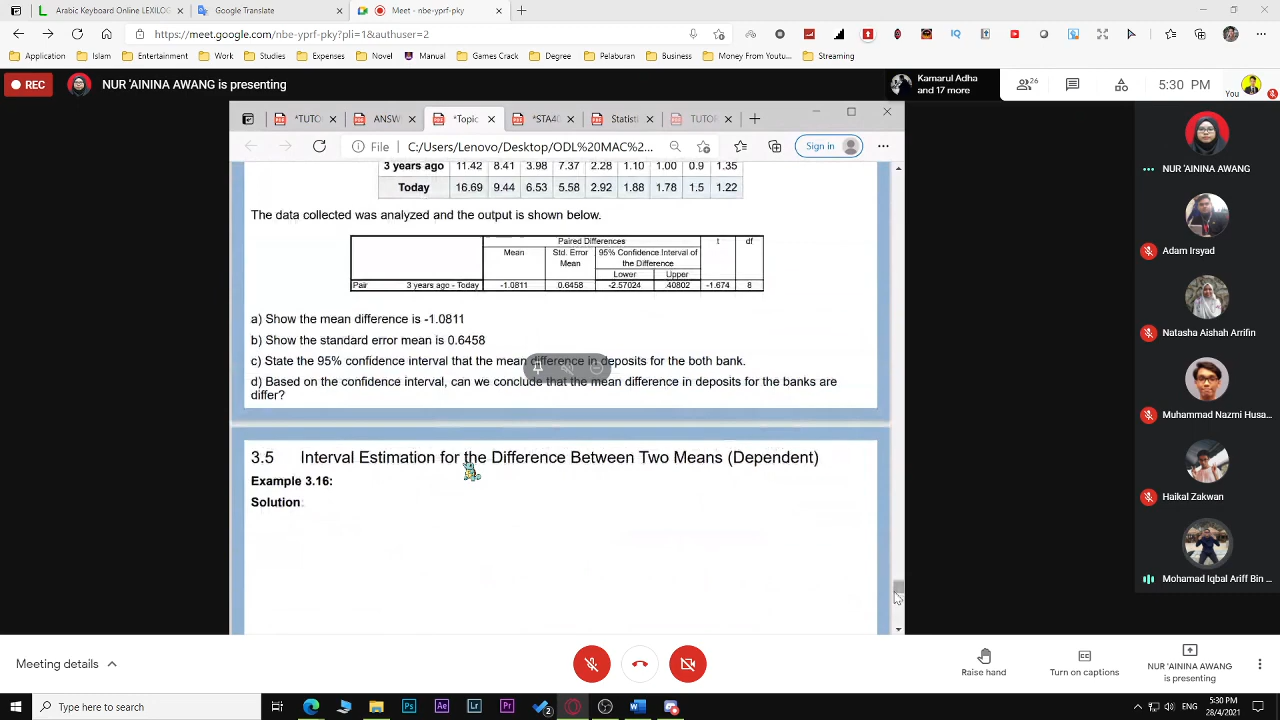 Arabic Keyboard Online LEXILOG
Google Translate
Meet - nbe-yprf-pky
https://meet.google.com/nbe-yprf-pky?pli=1&authuser=2
Application
Islam
Entertainment
Work
Studies
Expenses
Novel
Manual
Games Crack
Degree
Pelaburan
Business
Money From Youtu...
Streaming
REC
NUR 'AININA AWANG is presenting
Kamarul Adha
and 17 more
26
5:30 PM
You
*TUTO
ANSW
*Topic
*STA4
Statisti
TUTOR
File
C:/Users/Lenovo/Desktop/ODL%20MAC%2...
Sign in
3 years ago 11.42 8.41 3.98 7.37 2.28 1.10 1.00 0.9 1.35
Today 16.69 9.44 6.53 5.58 2.92 1.88 1.78 1.5 1.22
The data collected was analyzed and the output is shown below.
Paired Differences t df
Mean Std. Error Mean 95% Confidence Interval of the Difference
Lower Upper
Pair 3 years ago - Today -1.0811 0.6458 -2.57024 .40802 -1.674 8
a) Show the mean difference is -1.0811
b) Show the standard error mean is 0.6458
c) State the 95% confidence interval that the mean difference in deposits for the both bank.
d) Based on the confidence interval, can we conclude that the mean difference in deposits for the banks are
differ?
3.5 Interval Estimation for the Difference Between Two Means (Dependent)
Example 3.16:
Solution:
NUR 'AININA AWANG
Adam Irsyad
Natasha Aishah Arrifin
Muhammad Nazmi Husa...
Haikal Zakwan
Mohamad Iqbal Ariff Bin ...
Meeting details
Raise hand
Turn on captions
NUR 'AININA AWANG
is presenting
Type here to search
5:30 PM
28/4/2021